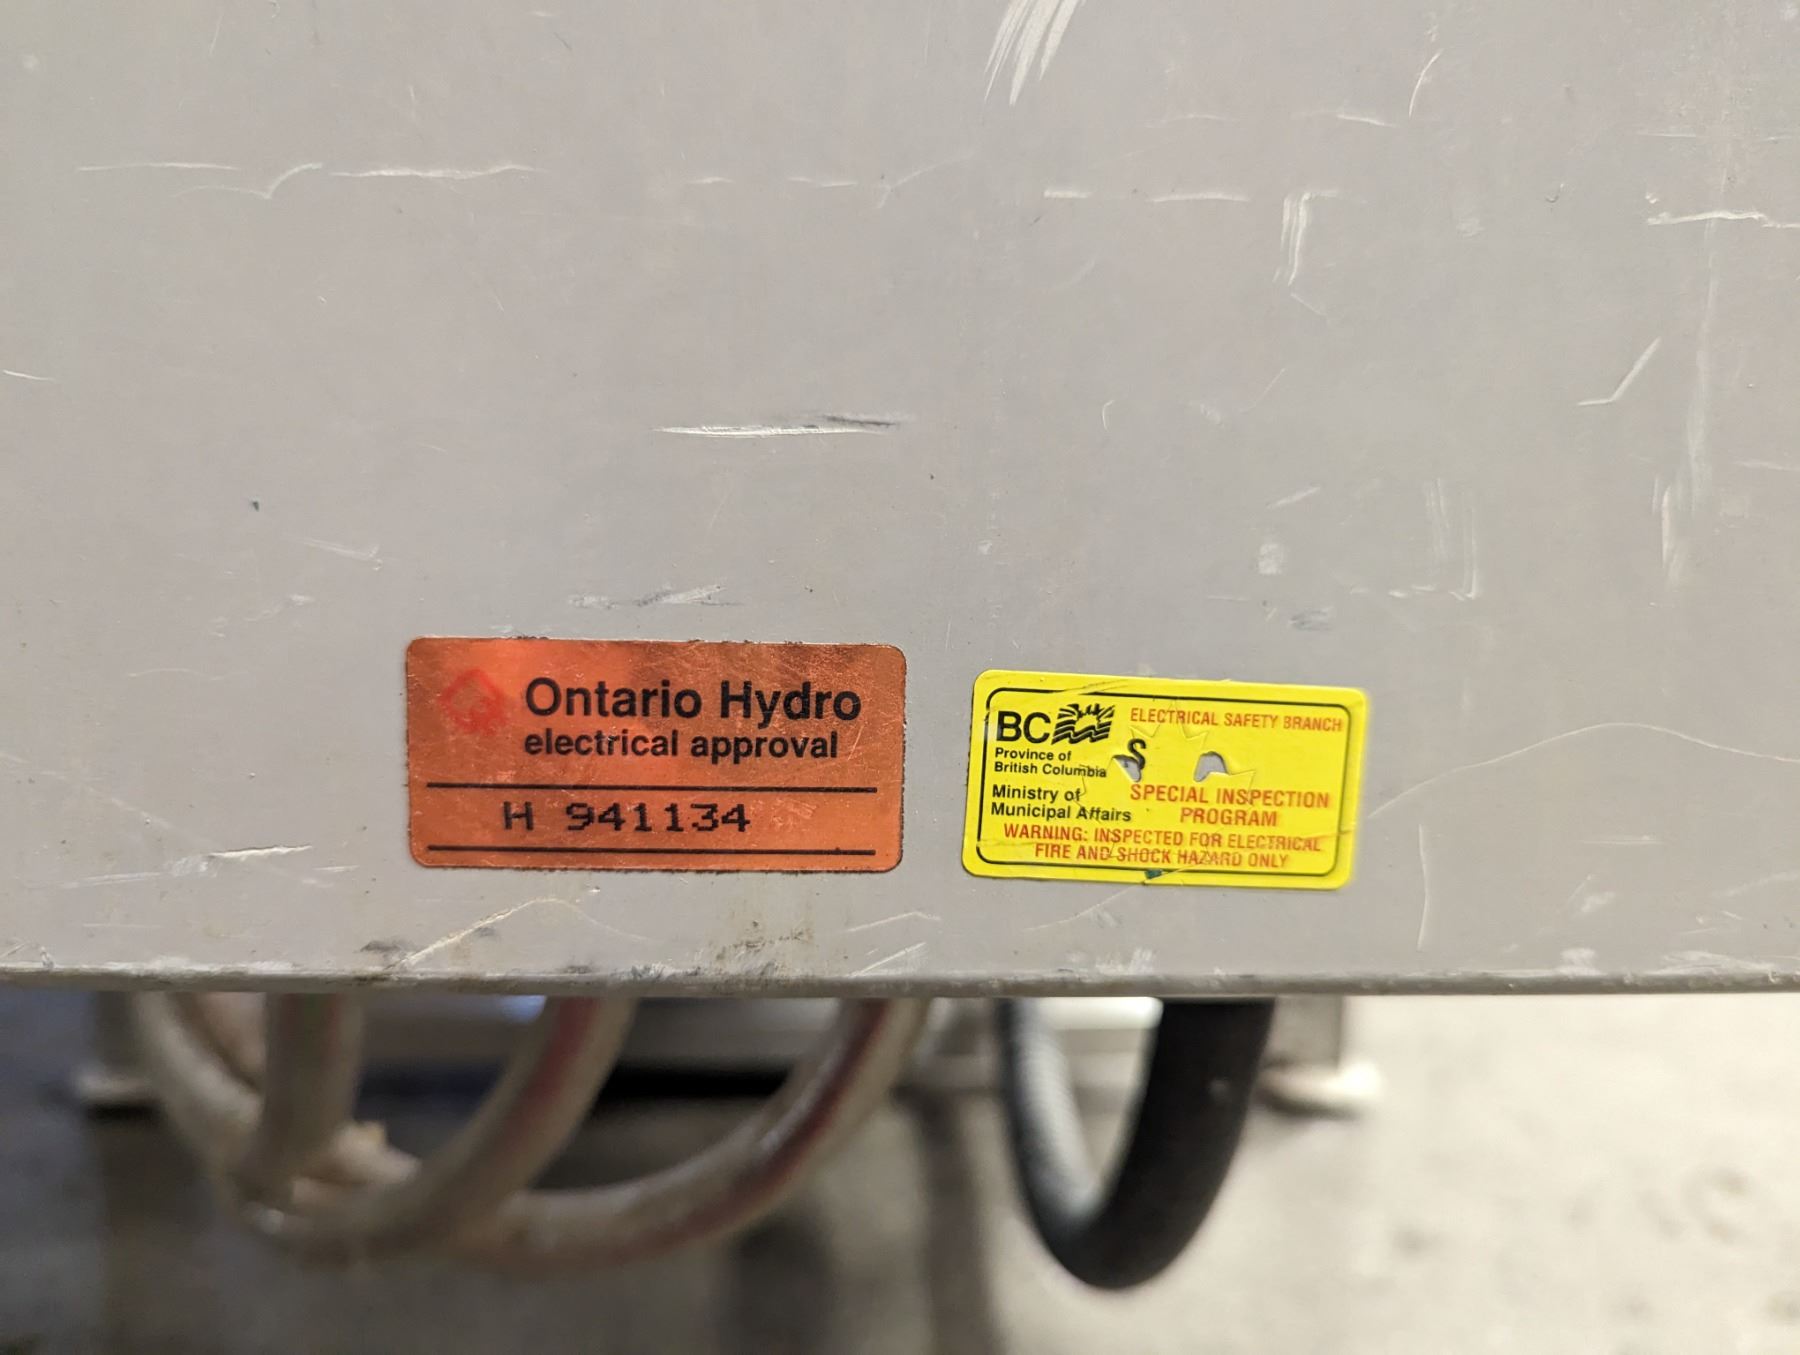 Ontario Hydro
electrical approval
H 941134
BC
ELECTRICAL SAFETY BRANCH
Province of
British Columbia
Ministry of
Municipal Affairs
SPECIAL INSPECTION
PROGRAM
WARNING: INSPECTED FOR ELECTRICAL
FIRE AND SHOCK HAZARD ONLY